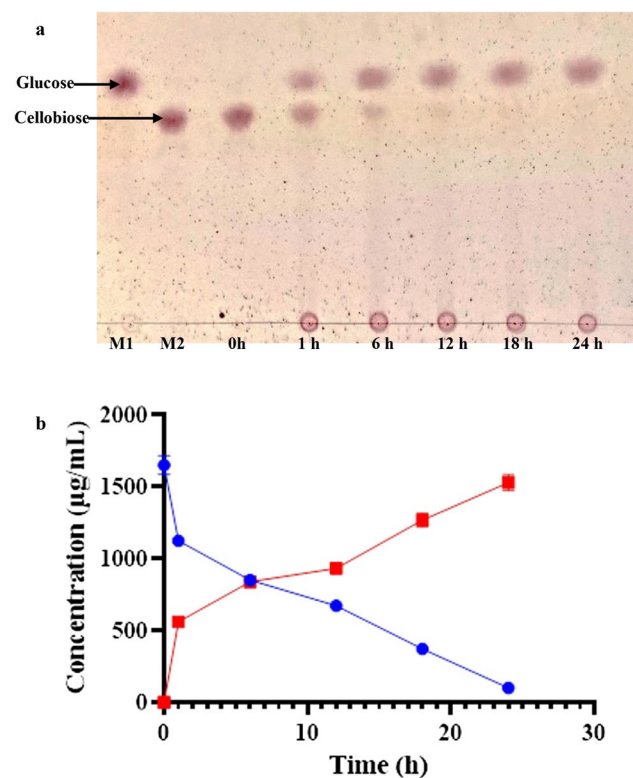 a
Glucose
Cellobiose
M1 M2 0h 1 h 6 h 12 h 18 h 24 h
b
2000
1500
1000
500
0
0 10 20 30
Concentration (µg/mL)
Time (h)